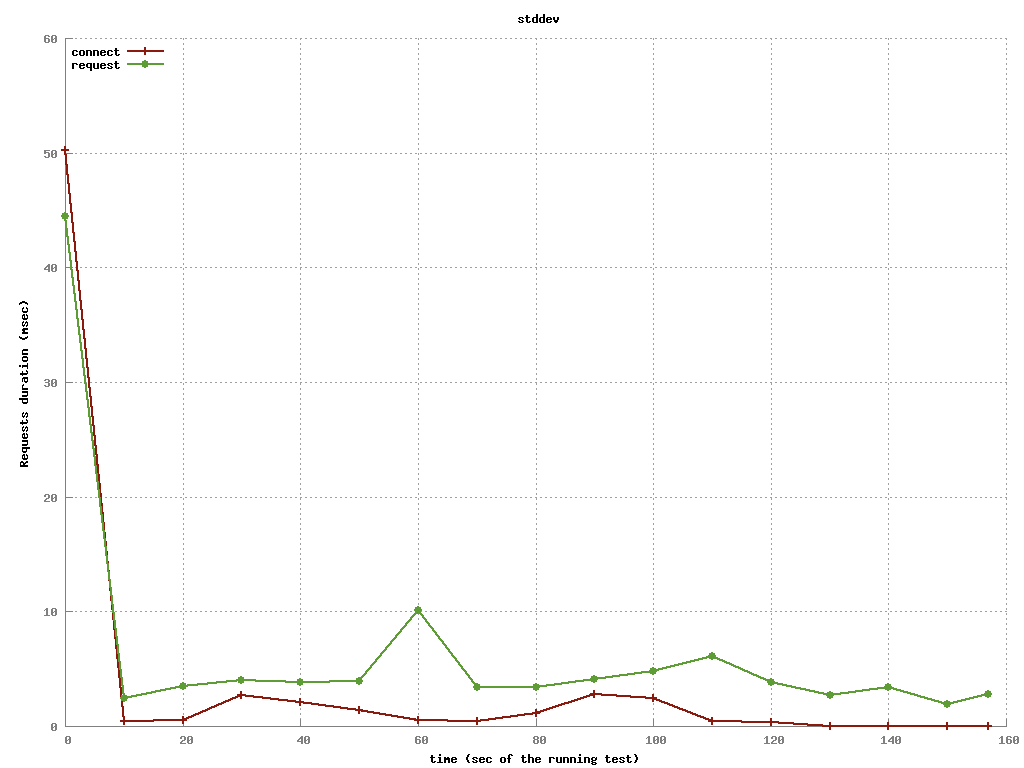 stddev
60
connect
request
50
40
30
20
10
0
0 20 40 60 80 100 120 140 160
Requests duration (msec)
time (sec of the running test)